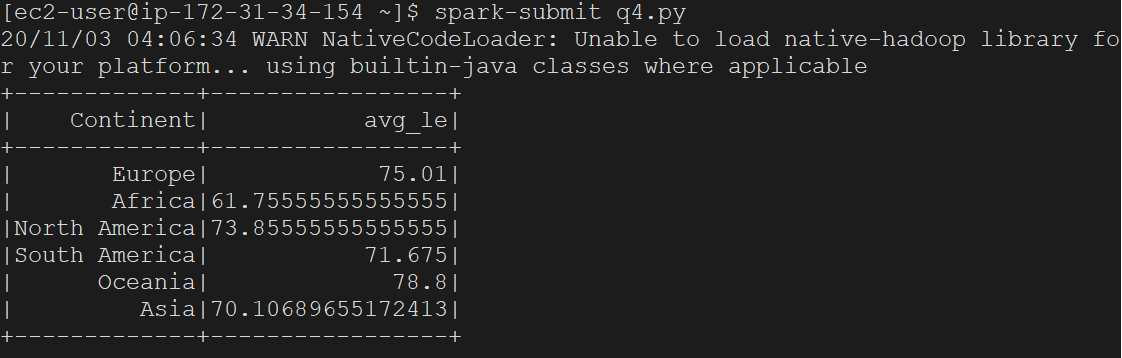 [ec2-user@ip-172-31-34-154 ~]$ spark-submit q4.py
20/11/03 04:06:34 WARN NativeCodeLoader: Unable to load native-hadoop library fo
r your platform... using builtin-java classes where applicable
+-------------+-----------------+
|    Continent|           avg_le|
+-------------+-----------------+
|       Europe|            75.01|
|       Africa|61.75555555555555|
|North America|73.85555555555555|
|South America|           71.675|
|      Oceania|             78.8|
|         Asia|70.10689655172413|
+-------------+-----------------+